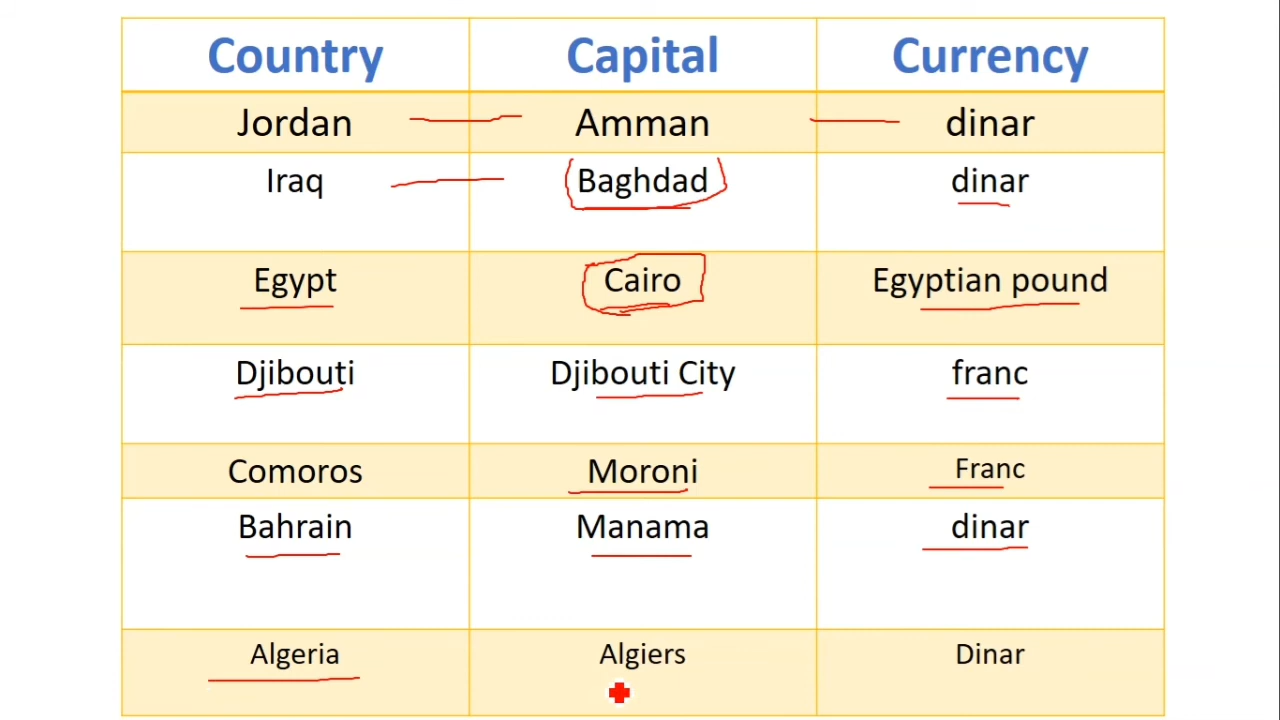 Country Capital Currency
Jordan Amman dinar
Iraq Baghdad dinar
Egypt Cairo Egyptian pound
Djibouti Djibouti City franc
Comoros Moroni Franc
Bahrain Manama dinar
Algeria Algiers Dinar